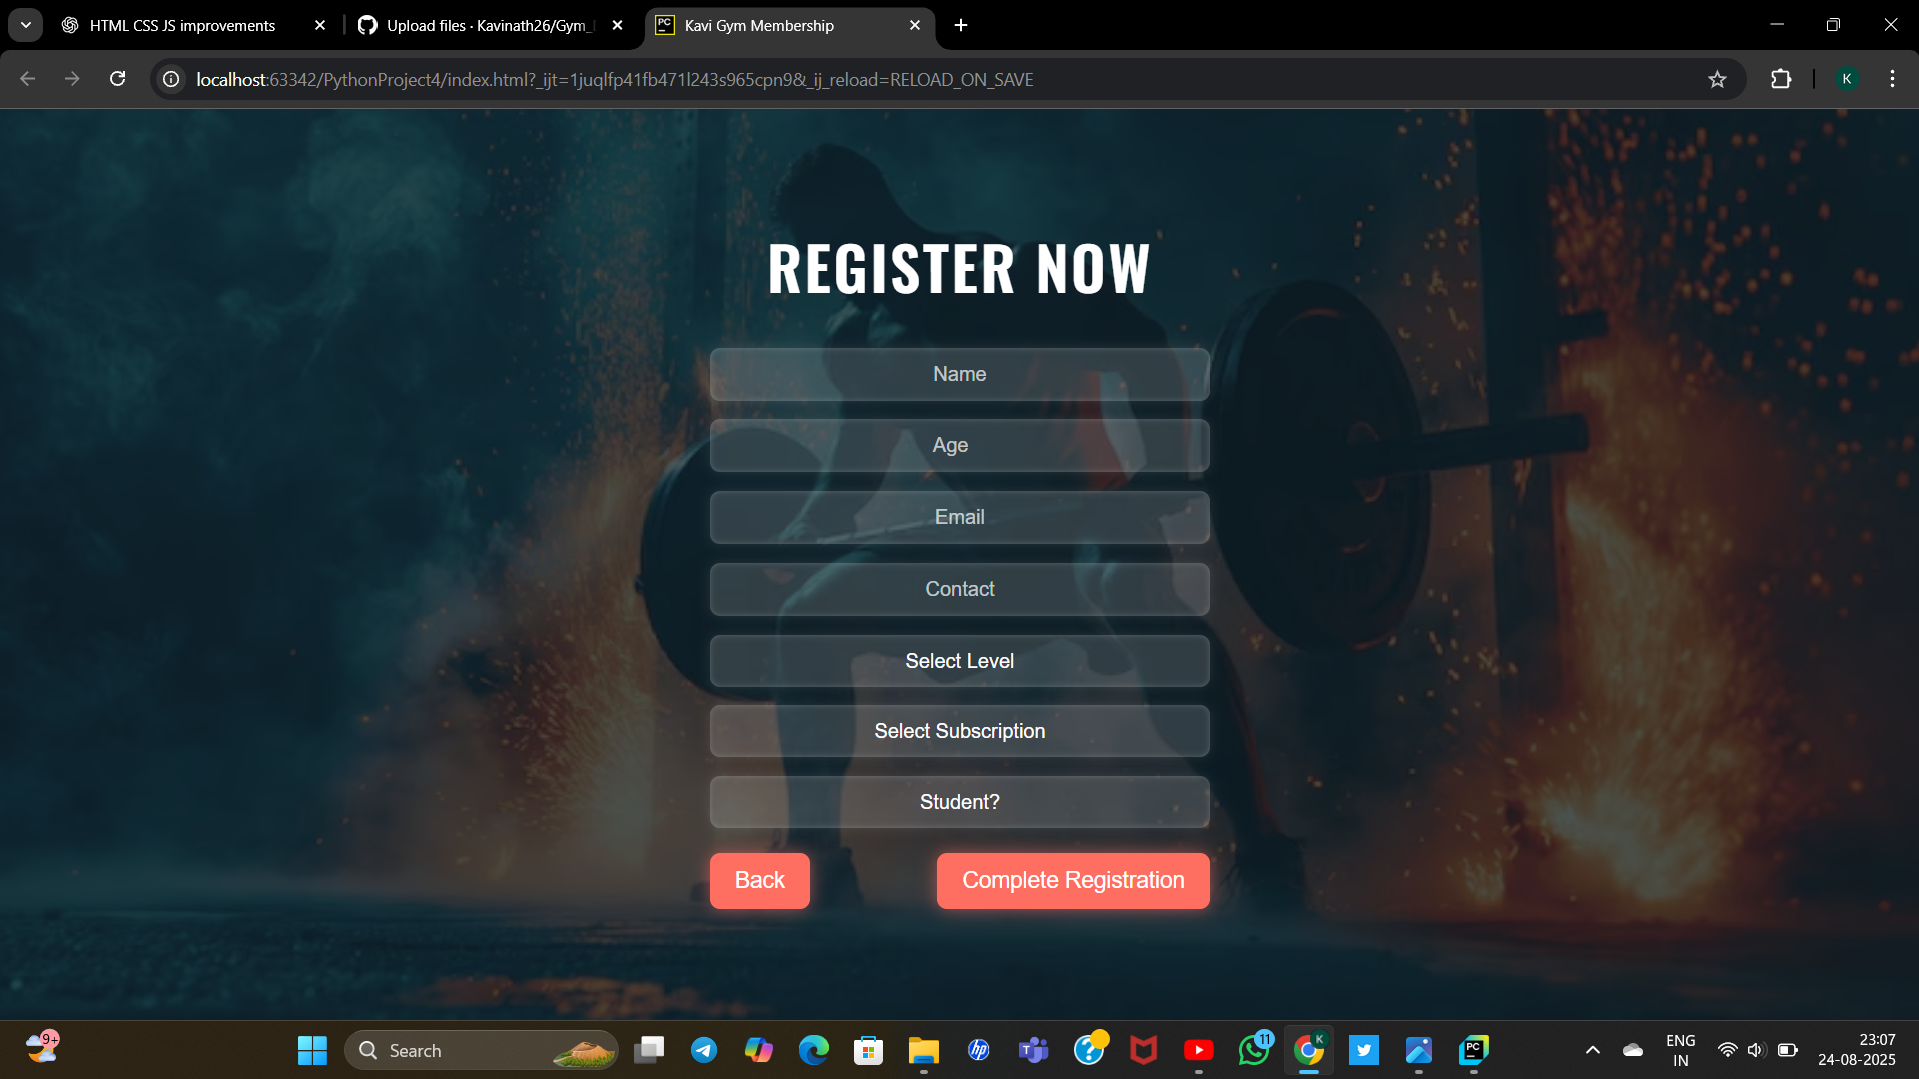 HTML CSS JS improvements
Upload files · Kavinath26/Gym_
Kavi Gym Membership
localhost:63342/PythonProject4/index.html?_ijt=1juqlfp41fb471l243s965cpn9&_ij_reload=RELOAD_ON_SAVE
K
REGISTER NOW
Name
Age
Email
Contact
Select Level
Select Subscription
Student?
Back
Complete Registration
9+
Search
hp
T
11
K
PC
ENG
IN
23:07
24-08-2025